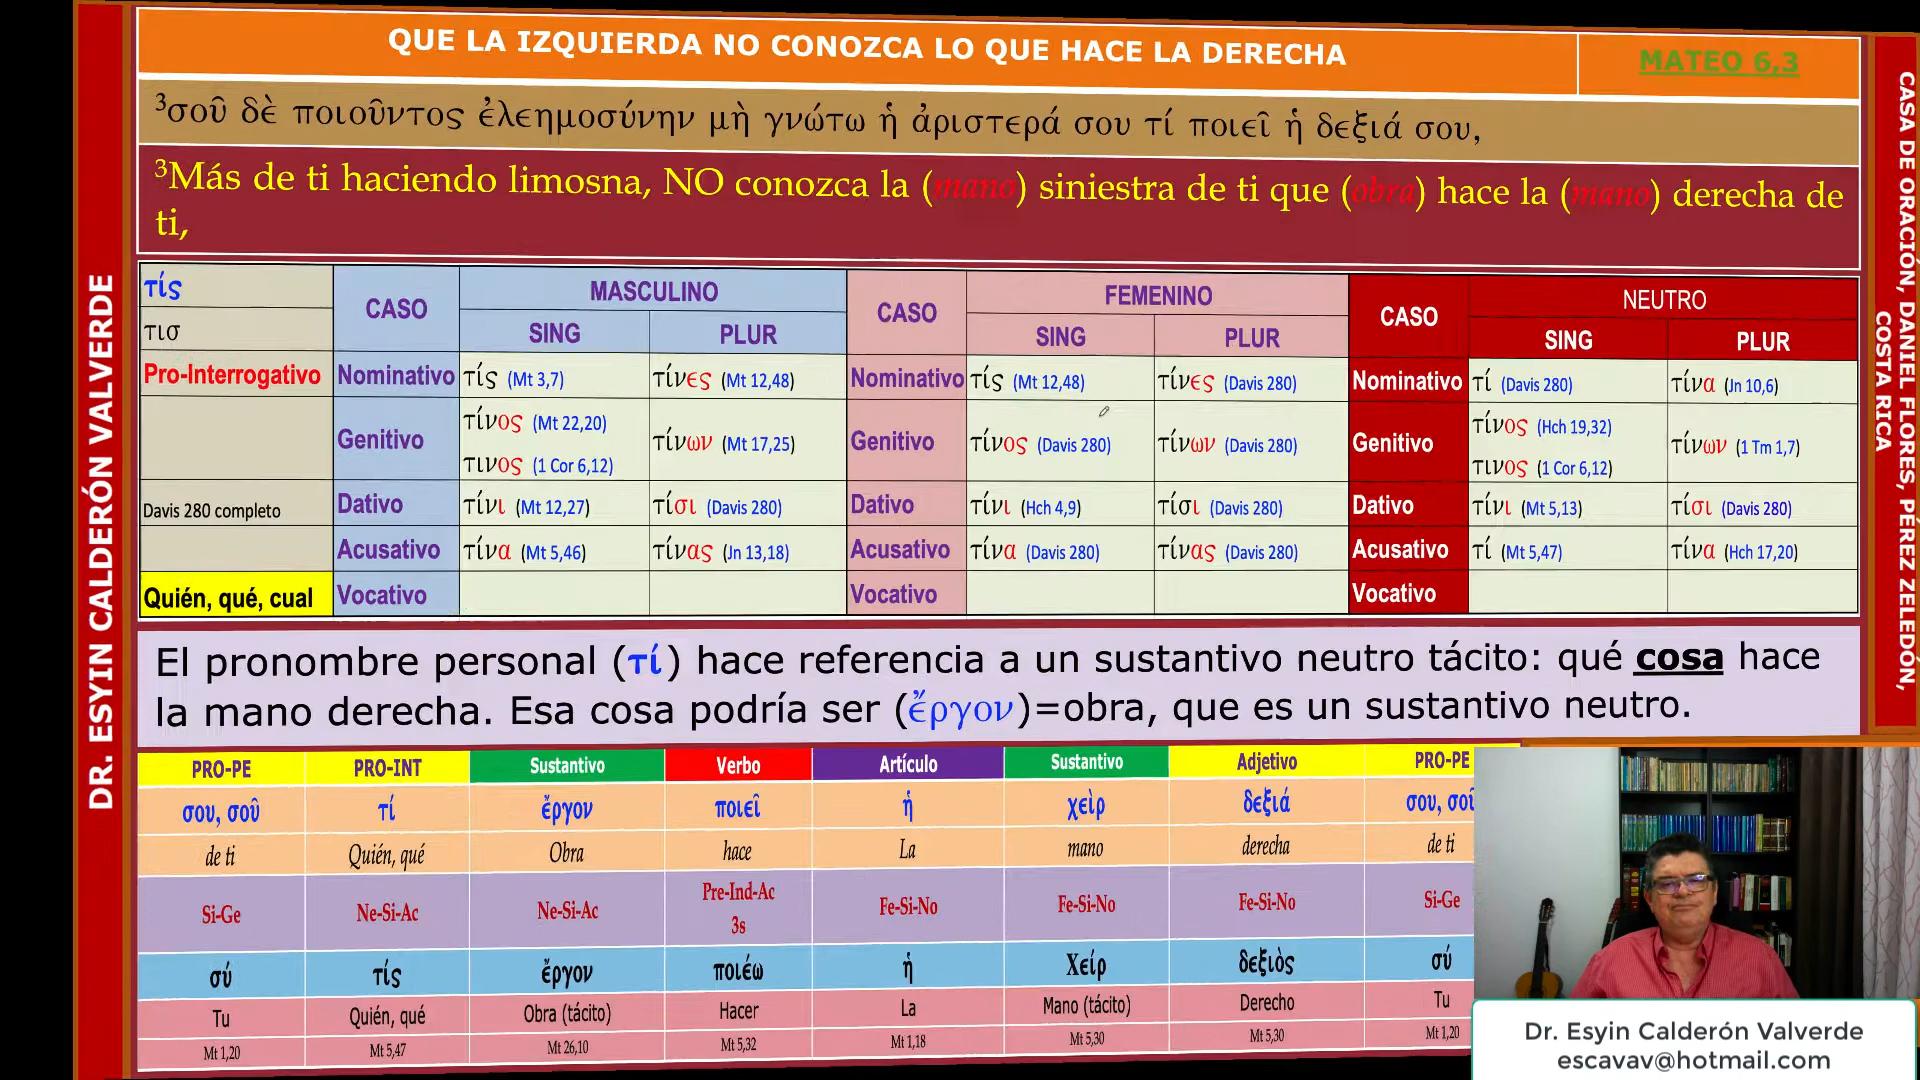 QUE LA IZQUIERDA NO CONOZCA LO QUE HACE LA DERECHA
MATEO 6,3
³σοῦ δὲ ποιοῦντος ἐλεημοσύνην μὴ γνώτω ἡ ἀριστερά σου τί ποιεῖ ἡ δεξιά σου,
³Más de ti haciendo limosna, NO conozca la (mano) siniestra de ti que (obra) hace la (mano) derecha de
ti,
τίς CASO MASCULINO CASO FEMENINO CASO NEUTRO
τισ SING PLUR SING PLUR SING PLUR
Pro-Interrogativo Nominativo τίς (Mt 3,7) τίνες (Mt 12,48) Nominativo τίς (Mt 12,48) τίνες (Davis 280) Nominativo τί (Davis 280) τίνα (Jn 10,6)
Genitivo τίνος (Mt 22,20) τινος (1 Cor 6,12) τίνων (Mt 17,25) Genitivo τίνος (Davis 280) τίνων (Davis 280) Genitivo τίνος (Hch 19,32) τινος (1 Cor 6,12) τίνων (1 Tm 1,7)
Davis 280 completo Dativo τίνι (Mt 12,27) τίσι (Davis 280) Dativo τίνι (Hch 4,9) τίσι (Davis 280) Dativo τίνι (Mt 5,13) τίσι (Davis 280)
Acusativo τίνα (Mt 5,46) τίνας (Jn 13,18) Acusativo τίνα (Davis 280) τίνας (Davis 280) Acusativo τί (Mt 5,47) τίνα (Hch 17,20)
Quién, qué, cual Vocativo Vocativo Vocativo
El pronombre personal (τί) hace referencia a un sustantivo neutro tácito: qué cosa hace
la mano derecha. Esa cosa podría ser (ἔργον)=obra, que es un sustantivo neutro.
PRO-PE PRO-INT Sustantivo Verbo Artículo Sustantivo Adjetivo PRO-PE
σου, σοῦ τί ἔργον ποιεῖ ἡ χεὶρ δεξιά σου, σοῦ
de ti Quién, qué Obra hace La mano derecha de ti
Si-Ge Ne-Si-Ac Ne-Si-Ac Pre-Ind-Ac 3s Fe-Si-No Fe-Si-No Fe-Si-No Si-Ge
σύ τίς ἔργον ποιέω ἡ Χείρ δεξιὸς σύ
Tu Quién, qué Obra (tácito) Hacer La Mano (tácito) Derecho Tu
Mt 1,20 Mt 5,47 Mt 26,10 Mt 5,32 Mt 1,18 Mt 5,30 Mt 5,30 Mt 1,20
DR. ESYIN CALDERÓN VALVERDE
CASA DE ORACIÓN, DANIEL FLORES, PÉREZ ZELEDÓN,
COSTA RICA
Dr. Esyin Calderón Valverde
escavav@hotmail.com